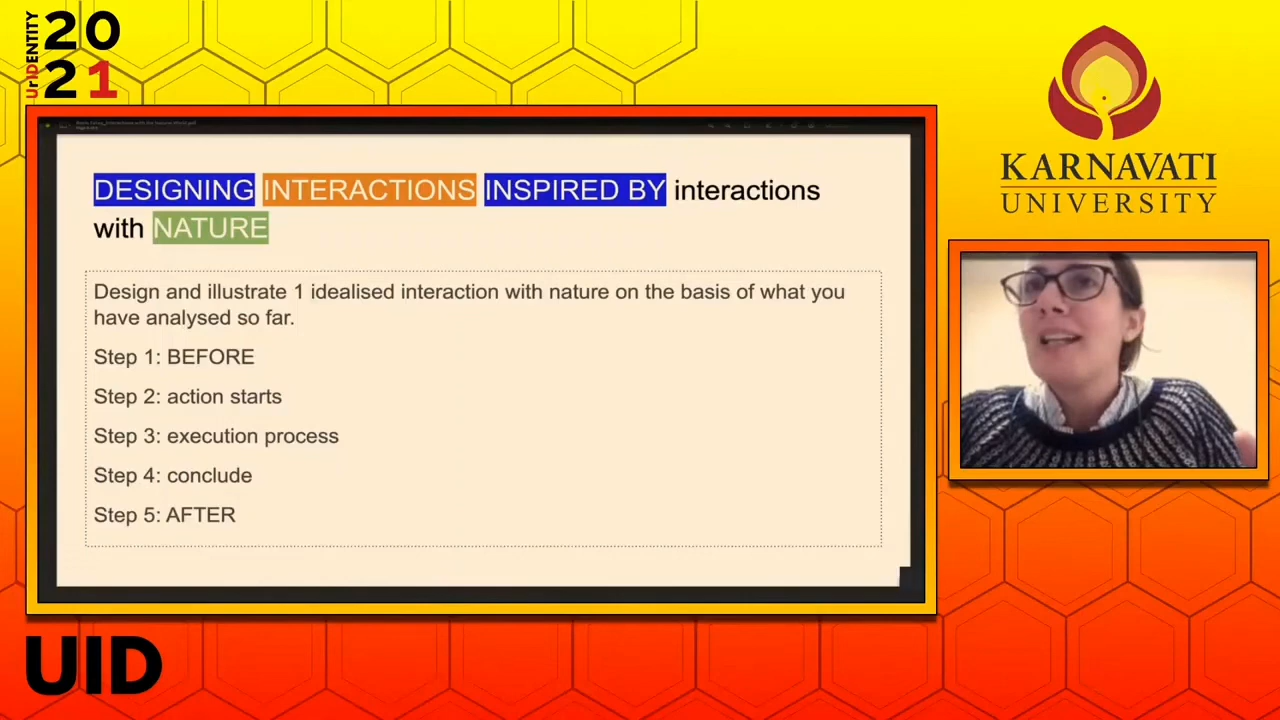 UrIDENTITY
20
21
DESIGNING INTERACTIONS INSPIRED BY interactions
with NATURE
Design and illustrate 1 idealised interaction with nature on the basis of what you
have analysed so far.
Step 1: BEFORE
Step 2: action starts
Step 3: execution process
Step 4: conclude
Step 5: AFTER
KARNAVATI
UNIVERSITY
UID